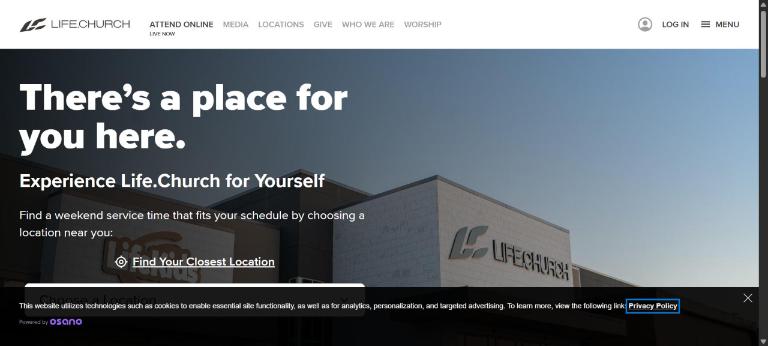 LIFE.CHURCH
ATTEND ONLINE
LIVE NOW
MEDIA
LOCATIONS
GIVE
WHO WE ARE
WORSHIP
LOG IN
MENU
There's a place for
you here.
Experience Life.Church for Yourself
Find a weekend service time that fits your schedule by choosing a
location near you:
Find Your Closest Location
LifeKids
LIFE.CHURCH
Choose a Location
This website utilizes technologies such as cookies to enable essential site functionality, as well as for analytics, personalization, and targeted advertising. To learn more, view the following link: Privacy Policy
Powered by osano